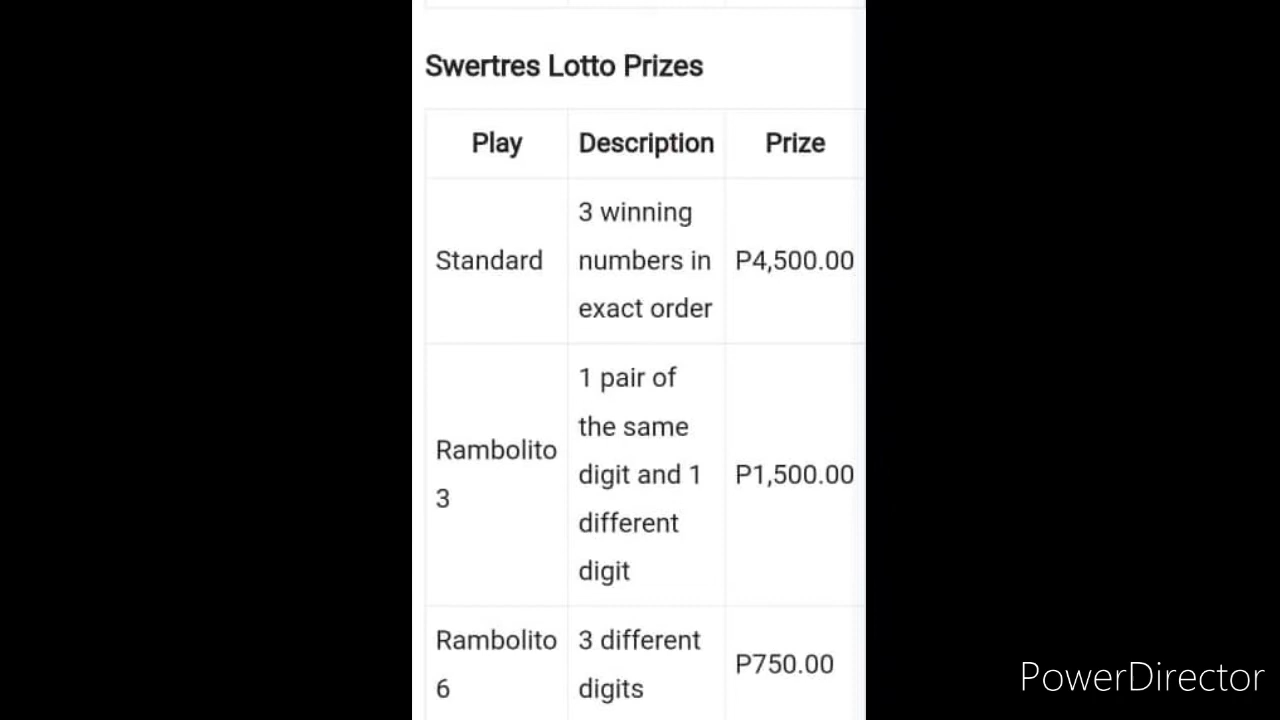 Swertres Lotto Prizes
Play Description Prize
3 winning
Standard numbers in P4,500.00
exact order
1 pair of
the same
Rambolito
digit and 1 P1,500.00
3
different
digit
Rambolito 3 different
P750.00
6 digits
PowerDirector